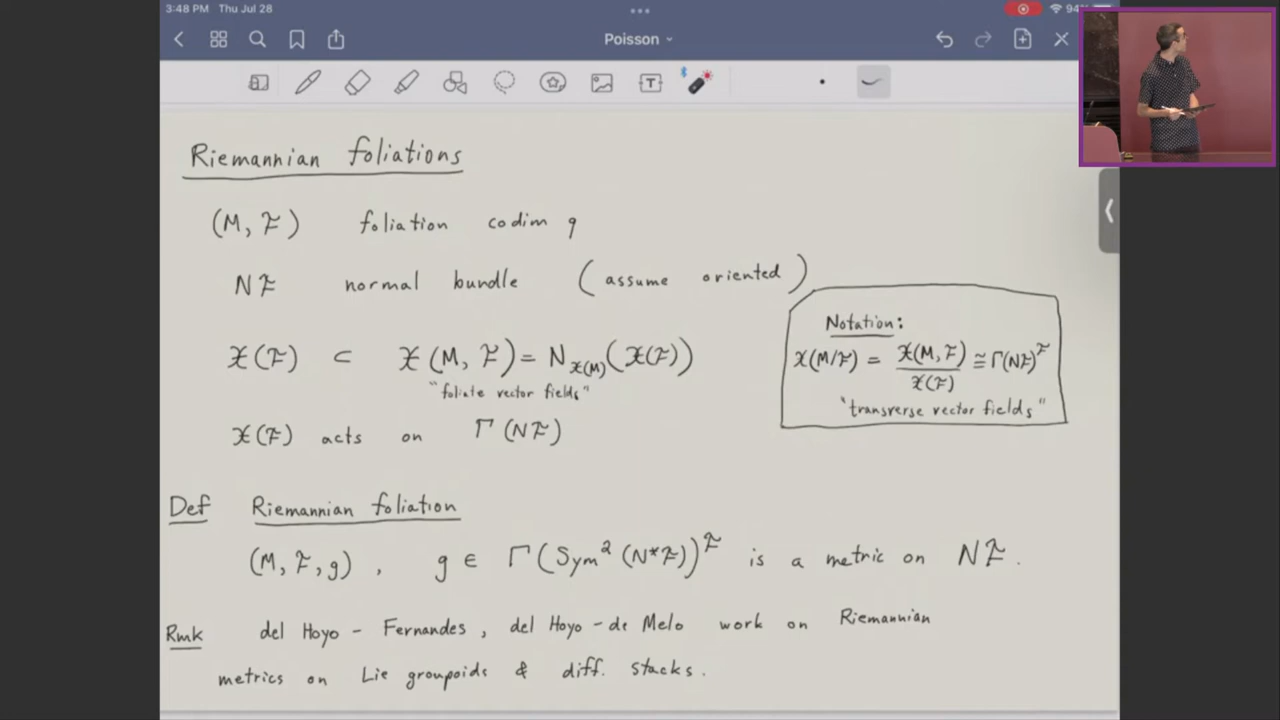 3:48 PM Thu Jul 28
94%
Poisson
Riemannian foliations
(M, ℱ) foliation codim q
Nℱ normal bundle (assume oriented)
𝔛(ℱ) ⊂ 𝔛(M, ℱ) = N_𝔛(M)(𝔛(ℱ))
"foliate vector fields"
Notation:
𝔛(M/ℱ) = 𝔛(M, ℱ) / 𝔛(ℱ) ≅ Γ(Nℱ)^ℱ
"transverse vector fields"
𝔛(ℱ) acts on Γ(Nℱ)
Def Riemannian foliation
(M, ℱ, g), g ∈ Γ(Sym² (N*ℱ))^ℱ is a metric on Nℱ.
Rmk del Hoyo - Fernandes, del Hoyo - de Melo work on Riemannian
metrics on Lie groupoids & diff. stacks.